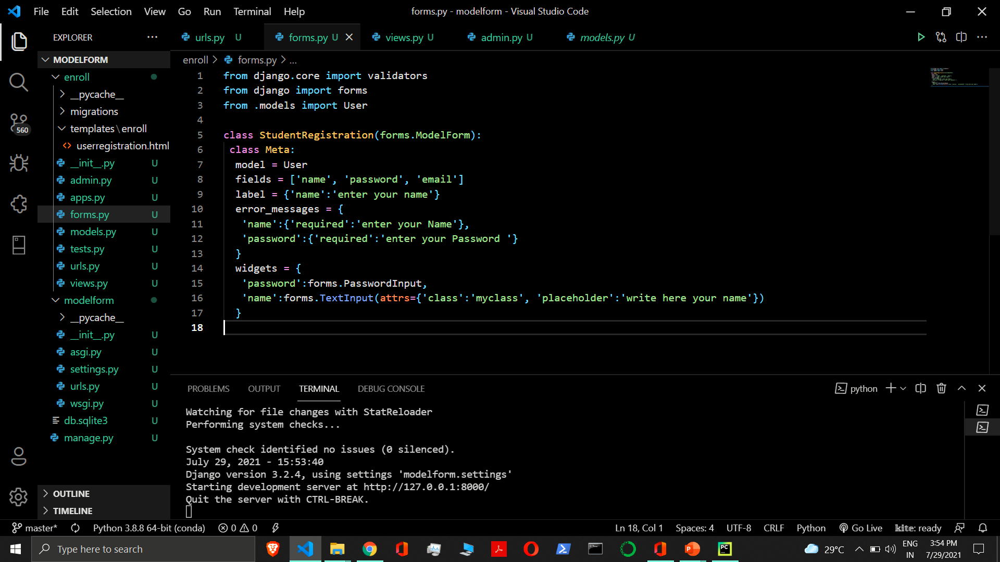 File Edit Selection View Go Run Terminal Help
forms.py - modelform - Visual Studio Code
EXPLORER
urls.py U
forms.py U
views.py U
admin.py U
models.py U
MODELFORM
enroll
__pycache__
migrations
templates\enroll
userregistration.html
__init__.py U
admin.py U
apps.py U
forms.py U
models.py U
tests.py U
urls.py U
views.py U
modelform
__pycache__
__init__.py U
asgi.py U
settings.py U
urls.py U
wsgi.py U
db.sqlite3 U
manage.py U
OUTLINE
TIMELINE
560
enroll > forms.py > ...
1 from django.core import validators
2 from django import forms
3 from .models import User
4
5 class StudentRegistration(forms.ModelForm):
6 class Meta:
7 model = User
8 fields = ['name', 'password', 'email']
9 label = {'name':'enter your name'}
10 error_messages = {
11 'name':{'required':'enter your Name'},
12 'password':{'required':'enter your Password '}
13 }
14 widgets = {
15 'password':forms.PasswordInput,
16 'name':forms.TextInput(attrs={'class':'myclass', 'placeholder':'write here your name'})
17 }
18
PROBLEMS OUTPUT TERMINAL DEBUG CONSOLE
python
Watching for file changes with StatReloader
Performing system checks...
System check identified no issues (0 silenced).
July 29, 2021 - 15:53:40
Django version 3.2.4, using settings 'modelform.settings'
Starting development server at http://127.0.0.1:8000/
Quit the server with CTRL-BREAK.
master* Python 3.8.8 64-bit (conda) 0 0
Ln 18, Col 1 Spaces: 4 UTF-8 CRLF Python Go Live kite: ready
Type here to search
29°C
ENG
IN
3:54 PM
7/29/2021